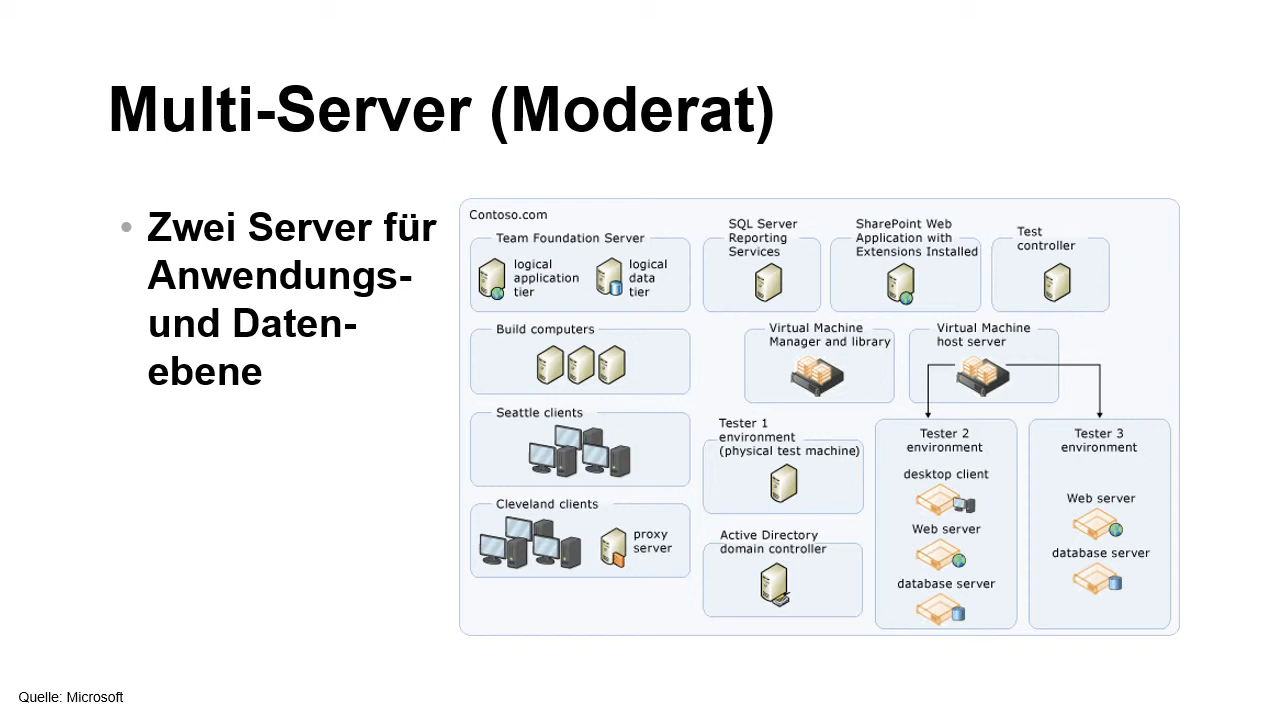 Multi-Server (Moderat)
• Zwei Server für
Anwendungs-
und Daten-
ebene
Contoso.com
Team Foundation Server
logical
application
tier
logical
data
tier
SQL Server
Reporting
Services
SharePoint Web
Application with
Extensions Installed
Test
controller
Build computers
Virtual Machine
Manager and library
Virtual Machine
host server
Seattle clients
Tester 1
environment
(physical test machine)
Tester 2
environment
desktop client
Web server
database server
Tester 3
environment
Web server
database server
Cleveland clients
proxy
server
Active Directory
domain controller
Quelle: Microsoft